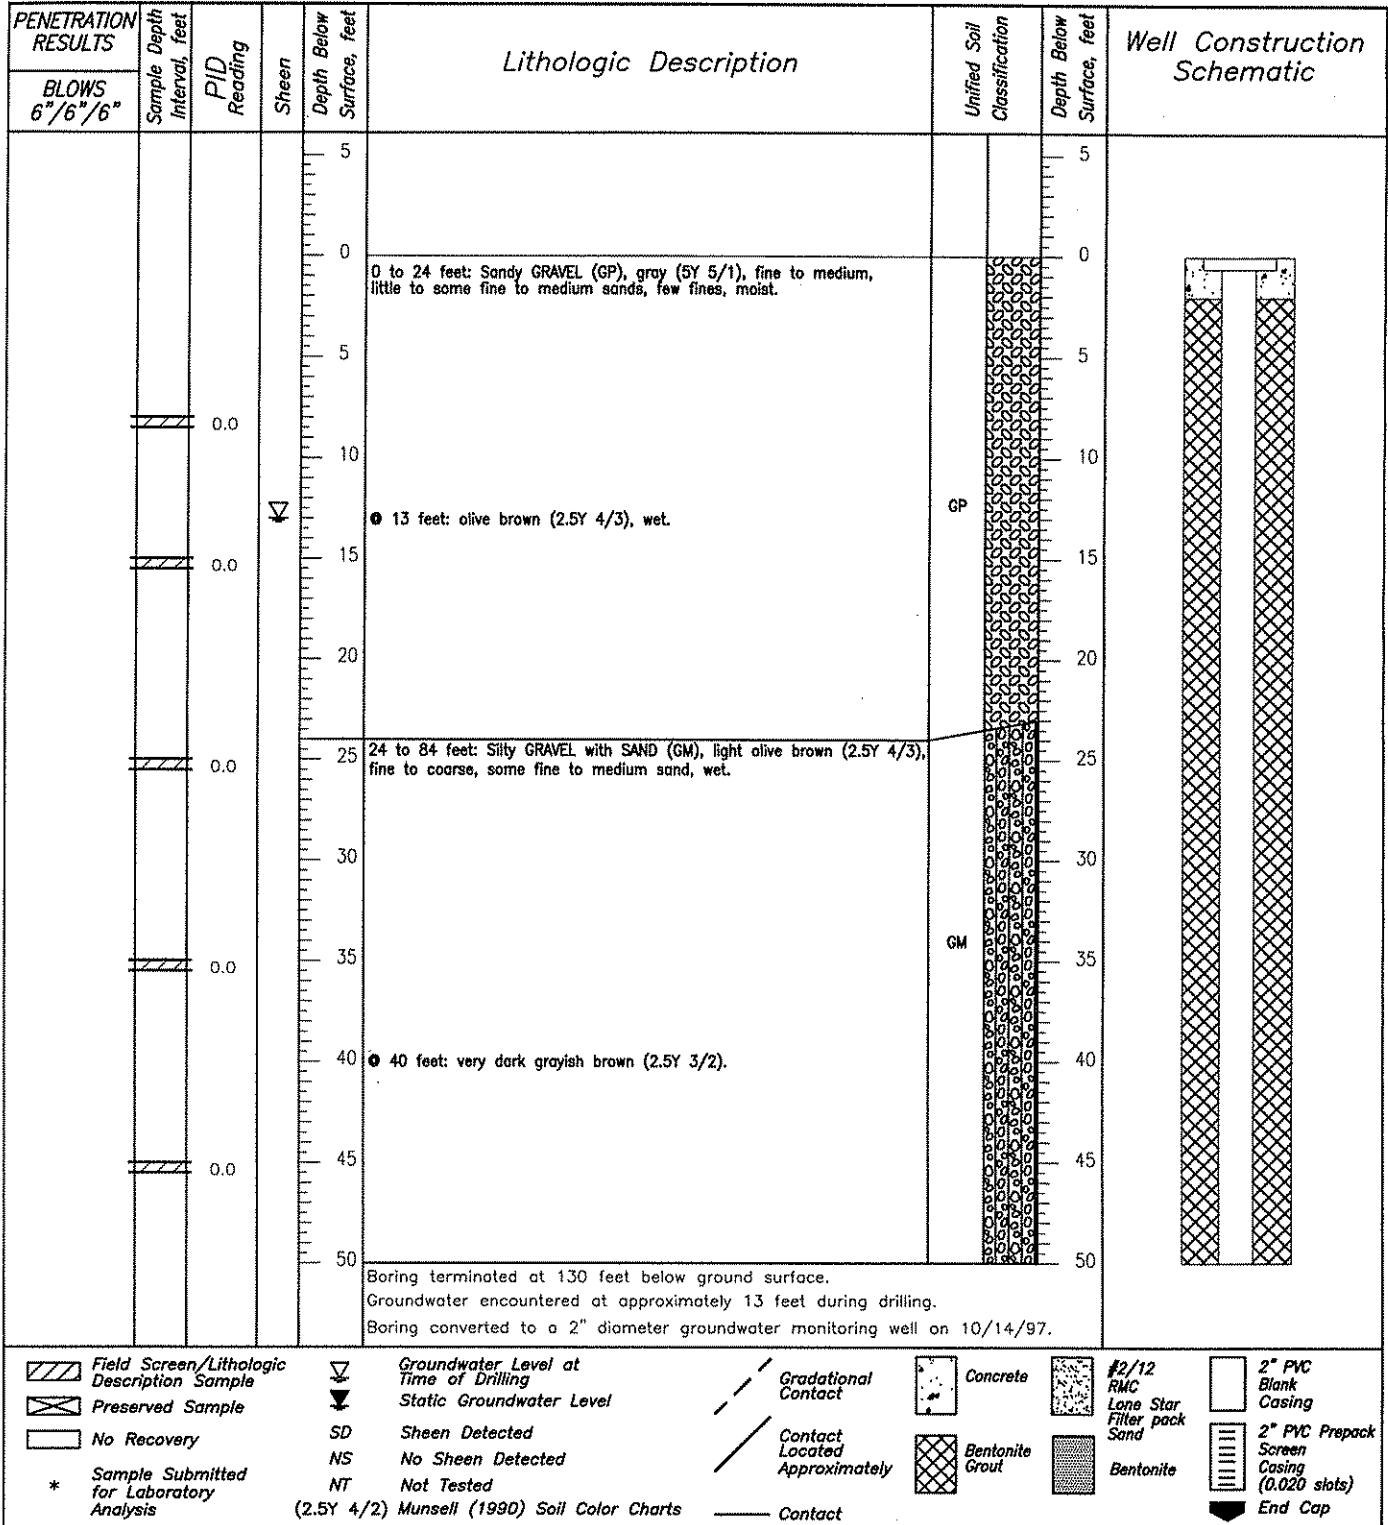 PENETRATION
RESULTS
BLOWS
6"/6"/6"
Sample Depth
Interval, feet
PID
Reading
Sheen
Depth Below
Surface, feet
Lithologic Description
Unified Soil
Classification
Depth Below
Surface, feet
Well Construction
Schematic
5
5
0
0
0 to 24 feet: Sandy GRAVEL (GP), gray (5Y 5/1), fine to medium,
little to some fine to medium sands, few fines, moist.
5
5
0.0
10
10
GP
@ 13 feet: olive brown (2.5Y 4/3), wet.
15
15
0.0
20
20
24 to 84 feet: Silty GRAVEL with SAND (GM), light olive brown (2.5Y 4/3),
fine to coarse, some fine to medium sand, wet.
25
25
0.0
30
30
GM
35
35
0.0
40
@ 40 feet: very dark grayish brown (2.5Y 3/2).
40
45
45
0.0
50
50
Boring terminated at 130 feet below ground surface.
Groundwater encountered at approximately 13 feet during drilling.
Boring converted to a 2" diameter groundwater monitoring well on 10/14/97.
Field Screen/Lithologic
Description Sample
Preserved Sample
No Recovery
* Sample Submitted
for Laboratory
Analysis
Groundwater Level at
Time of Drilling
Static Groundwater Level
SD Sheen Detected
NS No Sheen Detected
NT Not Tested
(2.5Y 4/2) Munsell (1990) Soil Color Charts
Gradational
Contact
Contact
Located
Approximately
Contact
Concrete
Bentonite
Grout
#2/12
RMC
Lone Star
Filter pack
Sand
Bentonite
2" PVC
Blank
Casing
2" PVC Prepack
Screen
Casing
(0.020 slots)
End Cap